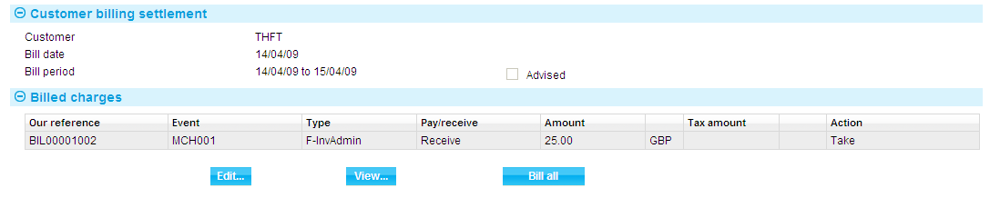 Customer billing settlement
Customer THFT
Bill date 14/04/09
Bill period 14/04/09 to 15/04/09 Advised
Billed charges
Our reference Event Type Pay/receive Amount Tax amount Action
BIL00001002 MCH001 F-InvAdmin Receive 25.00 GBP Take
Edit... View... Bill all